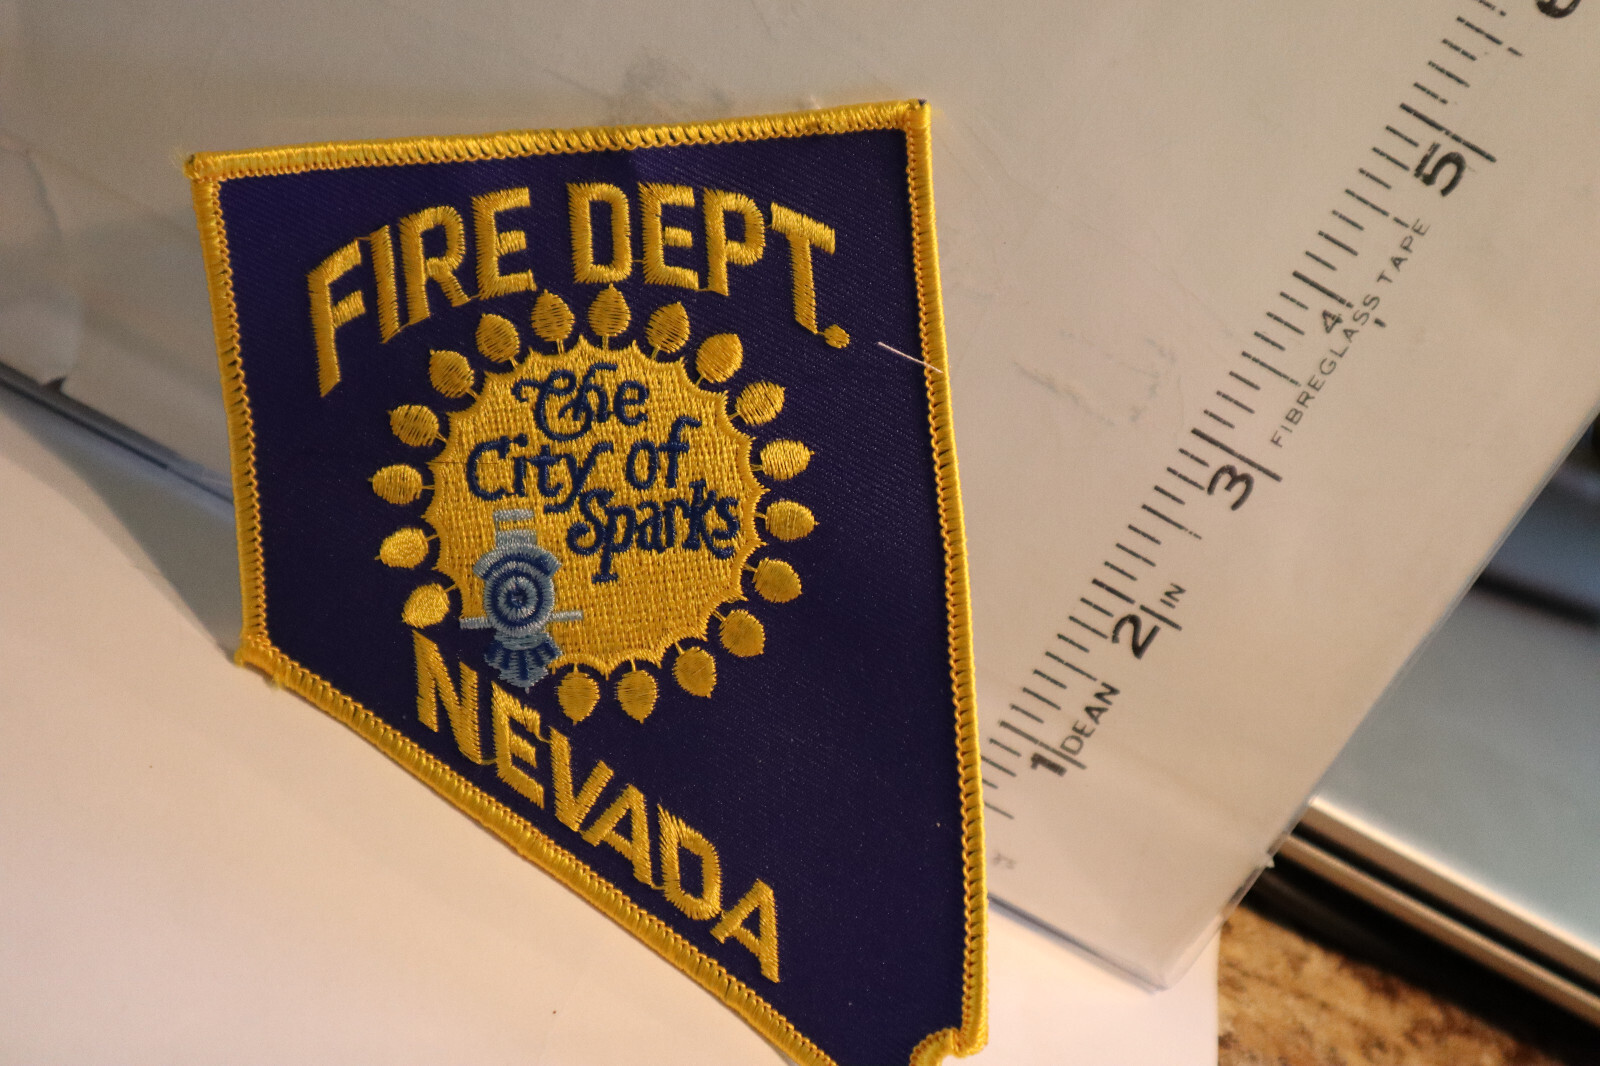 FIRE DEPT.
The
City of
Sparks
NEVADA
1 2 3 4 5
DEAN
IN
FIBREGLASS TAPE